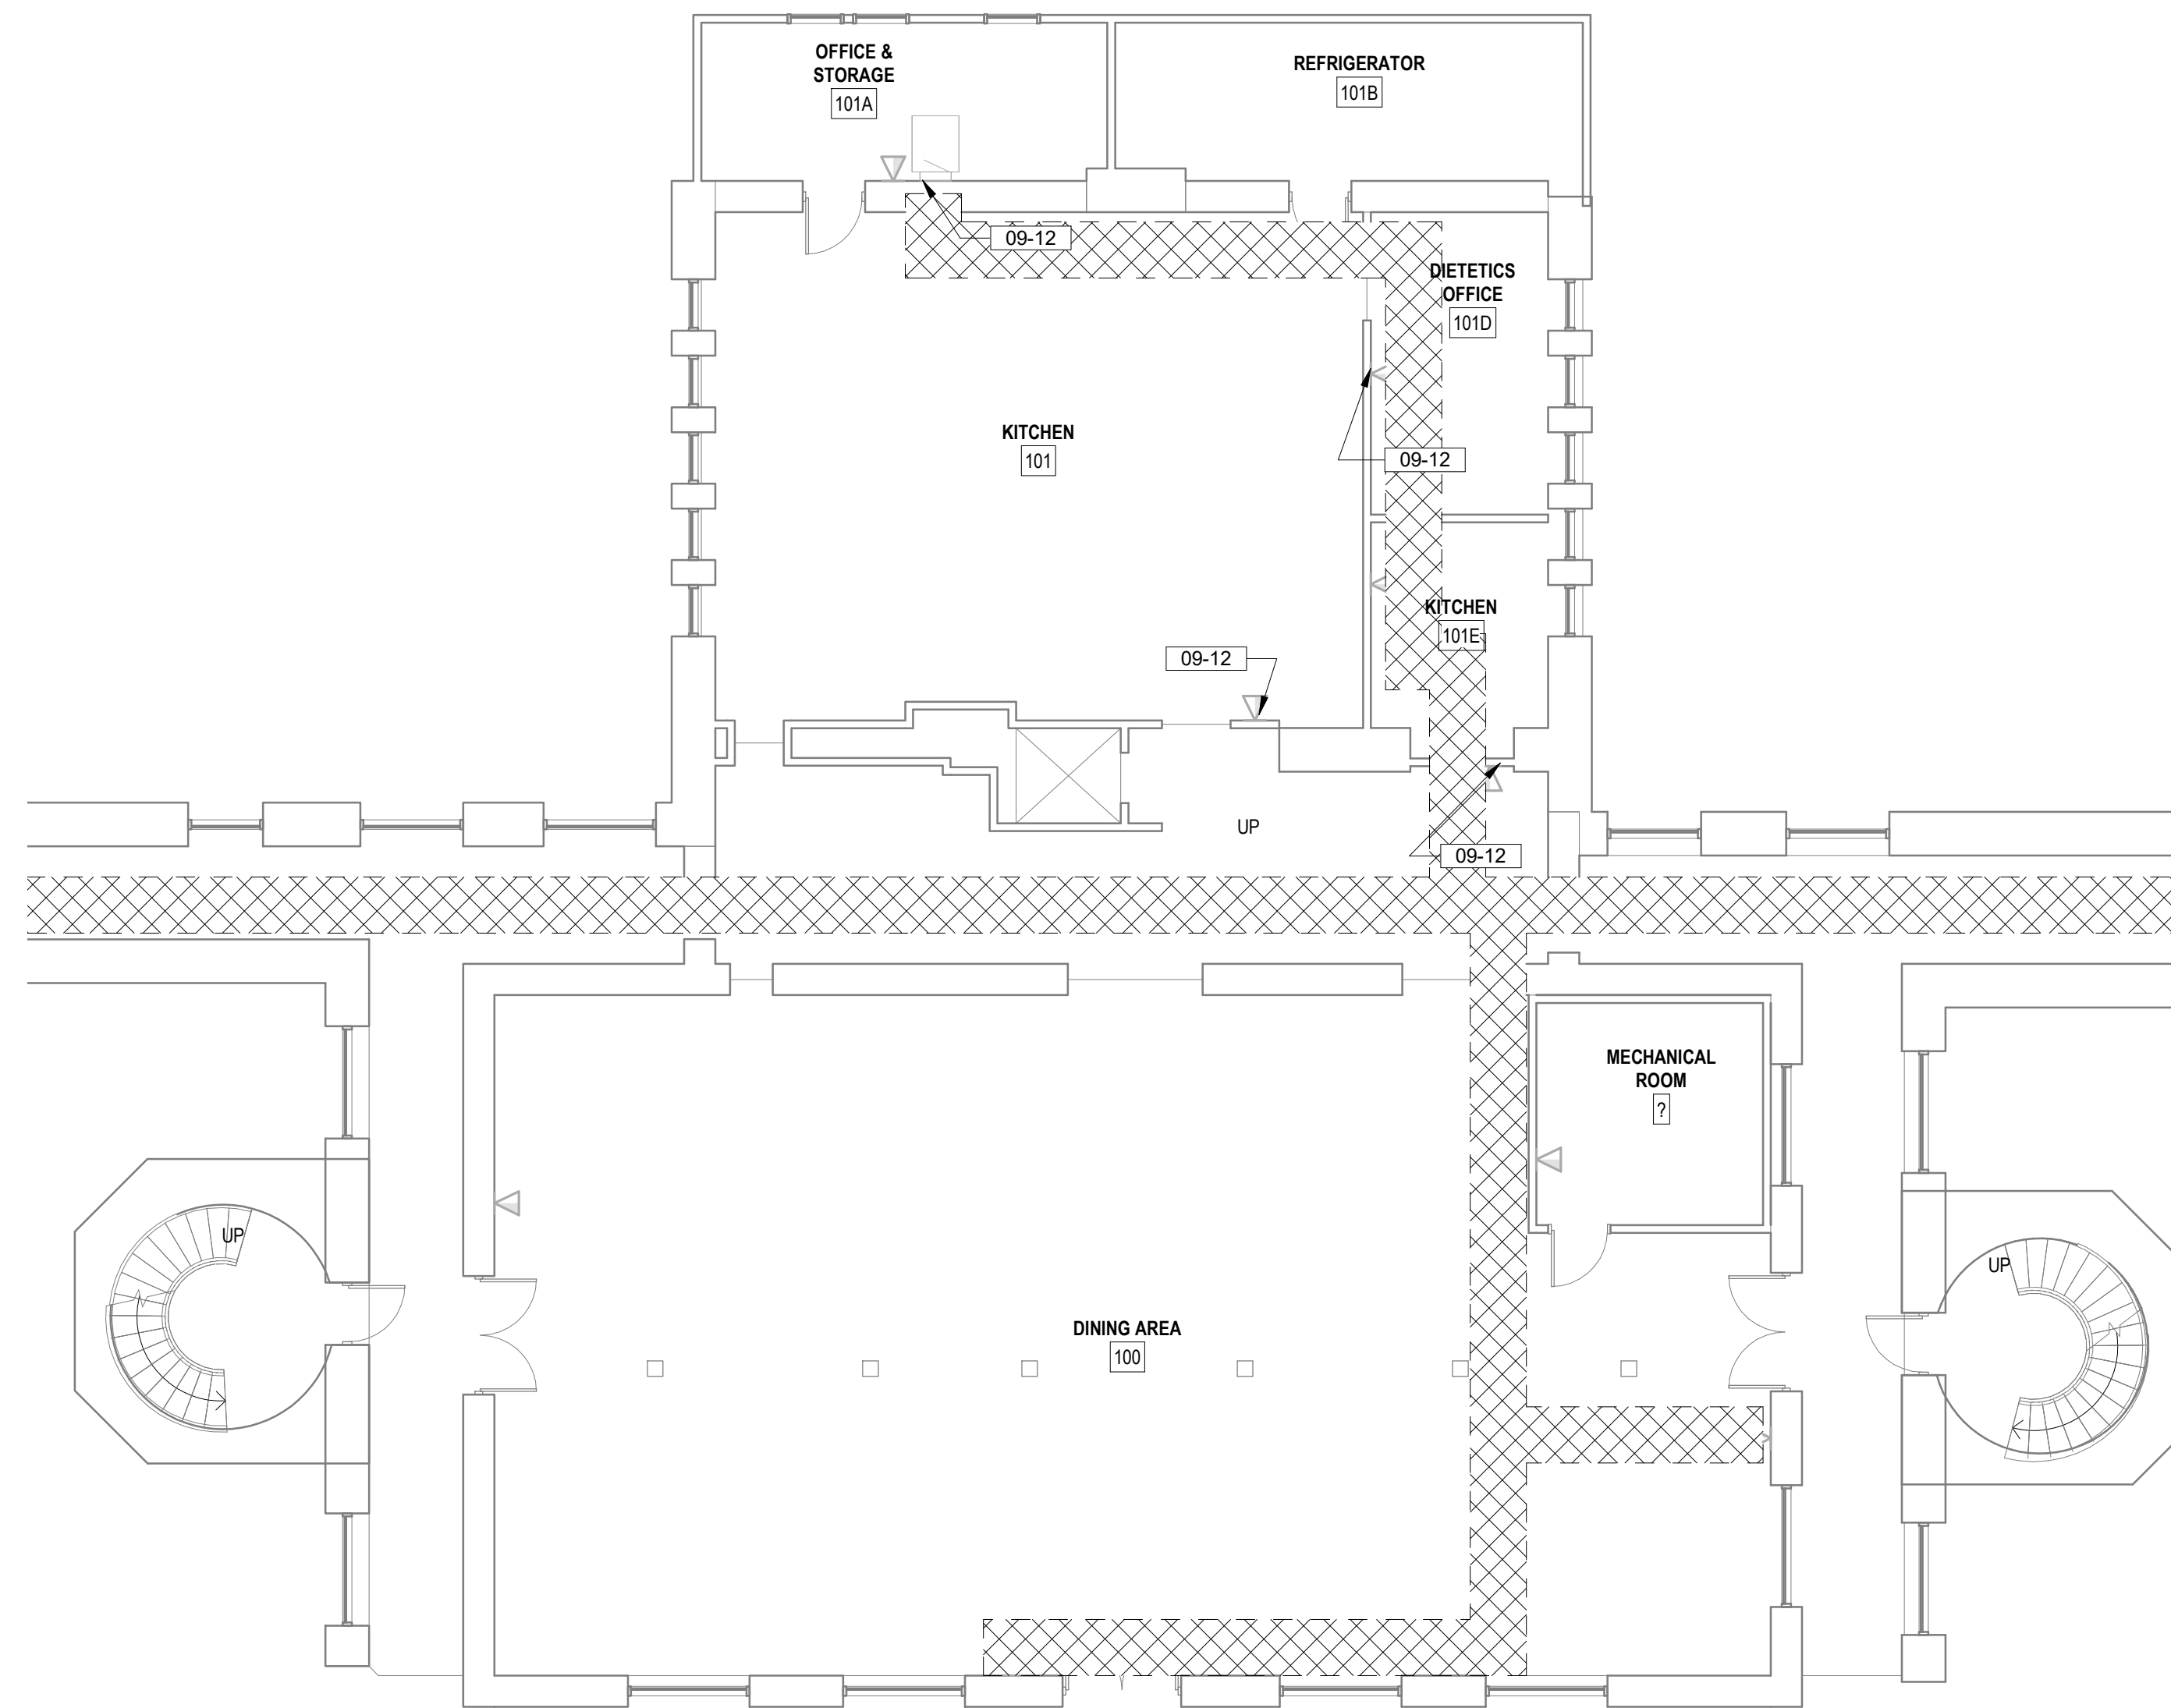 OFFICE &
STORAGE
101A
REFRIGERATOR
101B
09-12
DIETETICS
OFFICE
101D
KITCHEN
101
09-12
KITCHEN
101E
09-12
UP
09-12
MECHANICAL
ROOM
?
UP
UP
DINING AREA
100